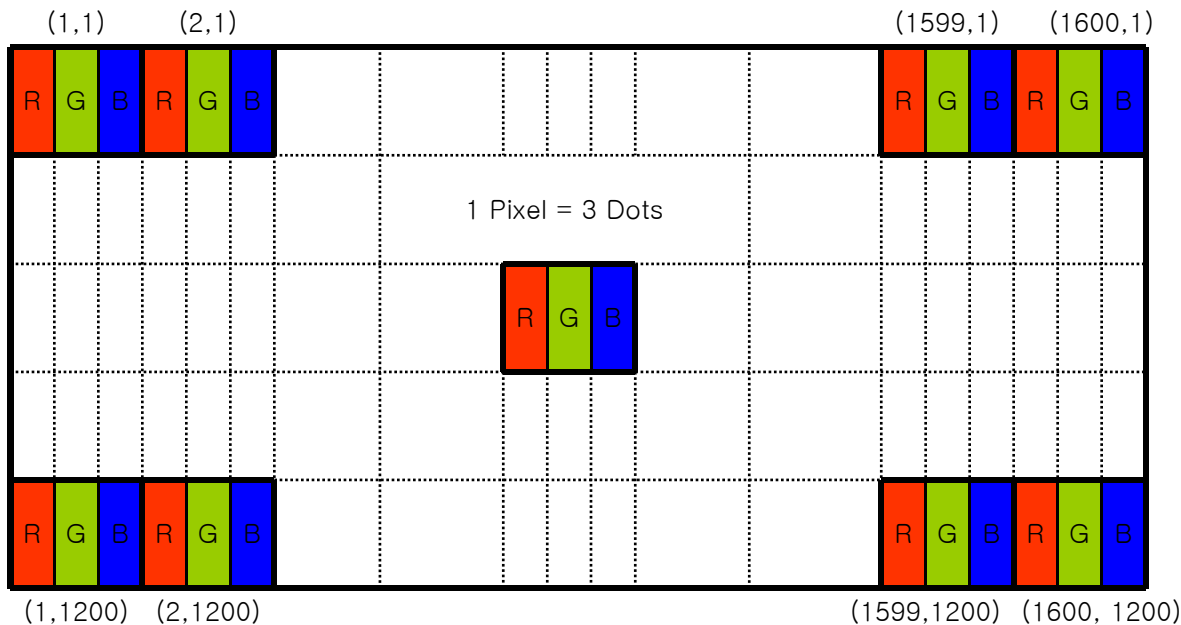 (1,1) (2,1) (1599,1) (1600,1)
R G B R G B R G B R G B
1 Pixel = 3 Dots
R G B
R G B R G B R G B R G B
(1,1200) (2,1200) (1599,1200) (1600, 1200)